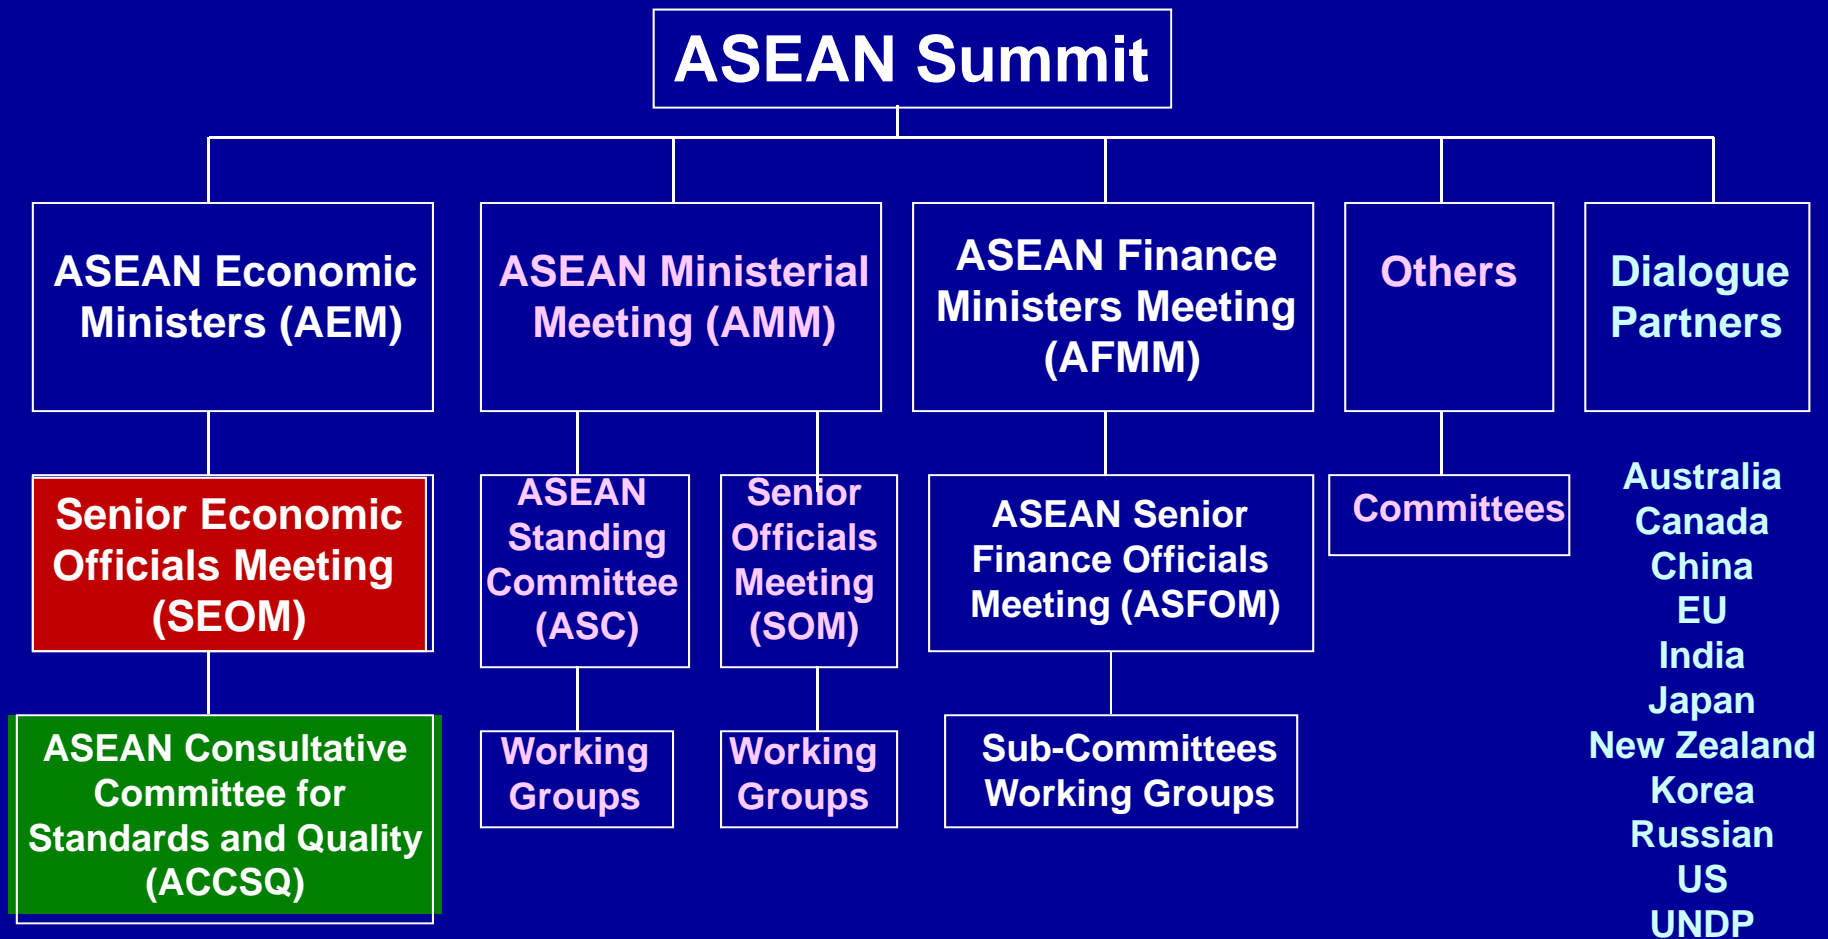 ASEAN Summit
ASEAN Economic
Ministers (AEM)
ASEAN Ministerial
Meeting (AMM)
ASEAN Finance
Ministers Meeting
(AFMM)
Others
Dialogue
Partners
Senior Economic
Officials Meeting
(SEOM)
ASEAN
Standing
Committee
(ASC)
Senior
Officials
Meeting
(SOM)
ASEAN Senior
Finance Officials
Meeting (ASFOM)
Committees
Australia
Canada
China
EU
India
Japan
New Zealand
Korea
Russian
US
UNDP
ASEAN Consultative
Committee for
Standards and Quality
(ACCSQ)
Working
Groups
Working
Groups
Sub-Committees
Working Groups